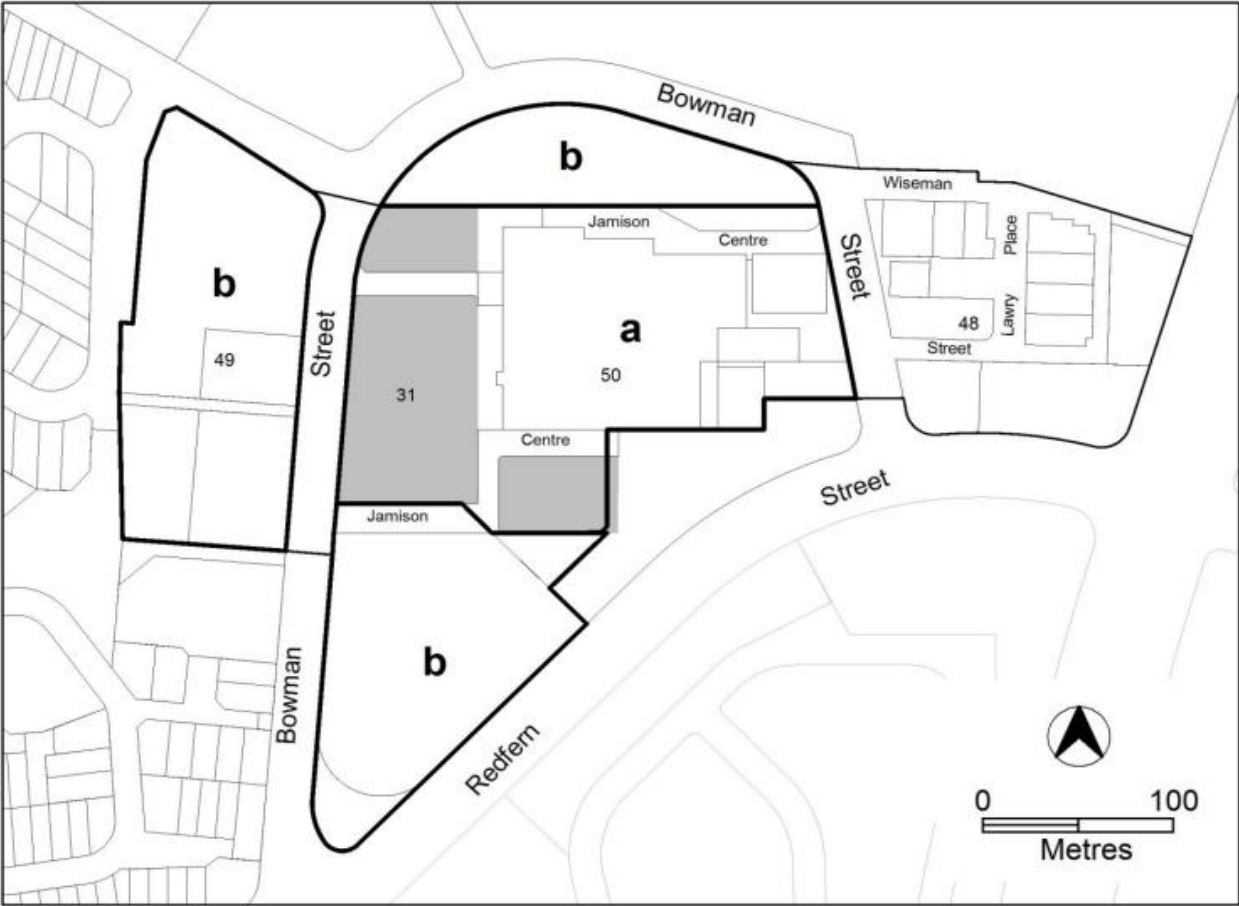 Bowman
b
Wiseman
Jamison
Centre
Place
Street
b
Street
a
48
Lawry
Street
49
50
31
Centre
Street
Jamison
b
Bowman
Redfern
0 100
Metres